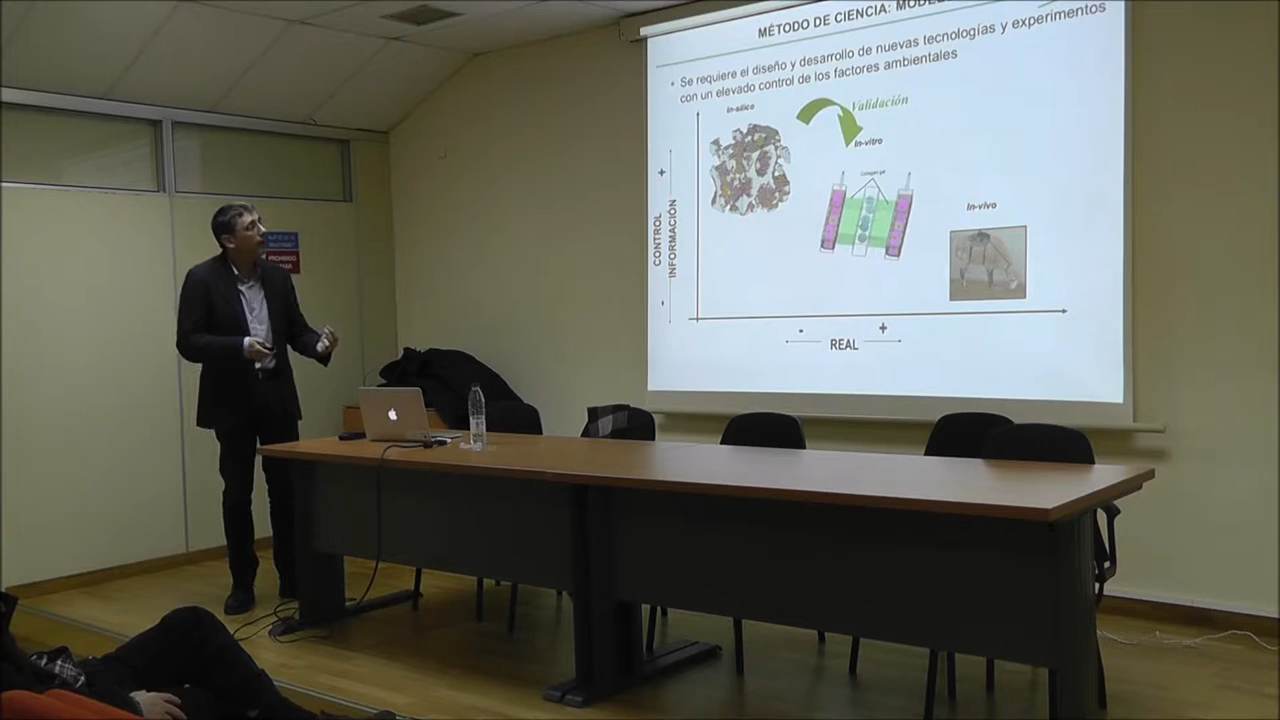 MÉTODO DE CIENCIA:
• Se requiere el diseño y desarrollo de nuevas tecnologías y experimentos
con un elevado control de los factores ambientales
In-silico
Validación
In-vitro
Collagen gel
In-vivo
+
CONTROL
INFORMACIÓN
-
- +
REAL
PROHIBIDO